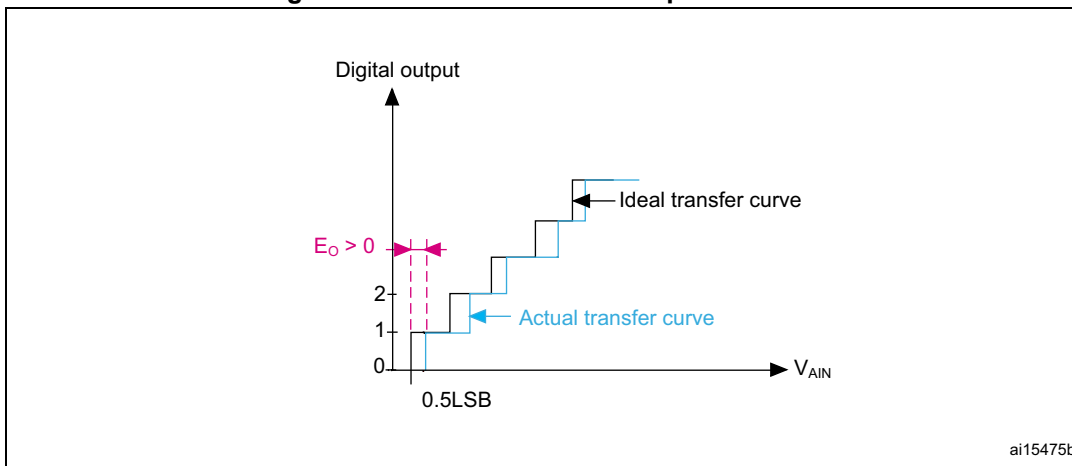 Digital output
Ideal transfer curve
E_O > 0
2
Actual transfer curve
1
0
V_AIN
0.5LSB
ai15475b